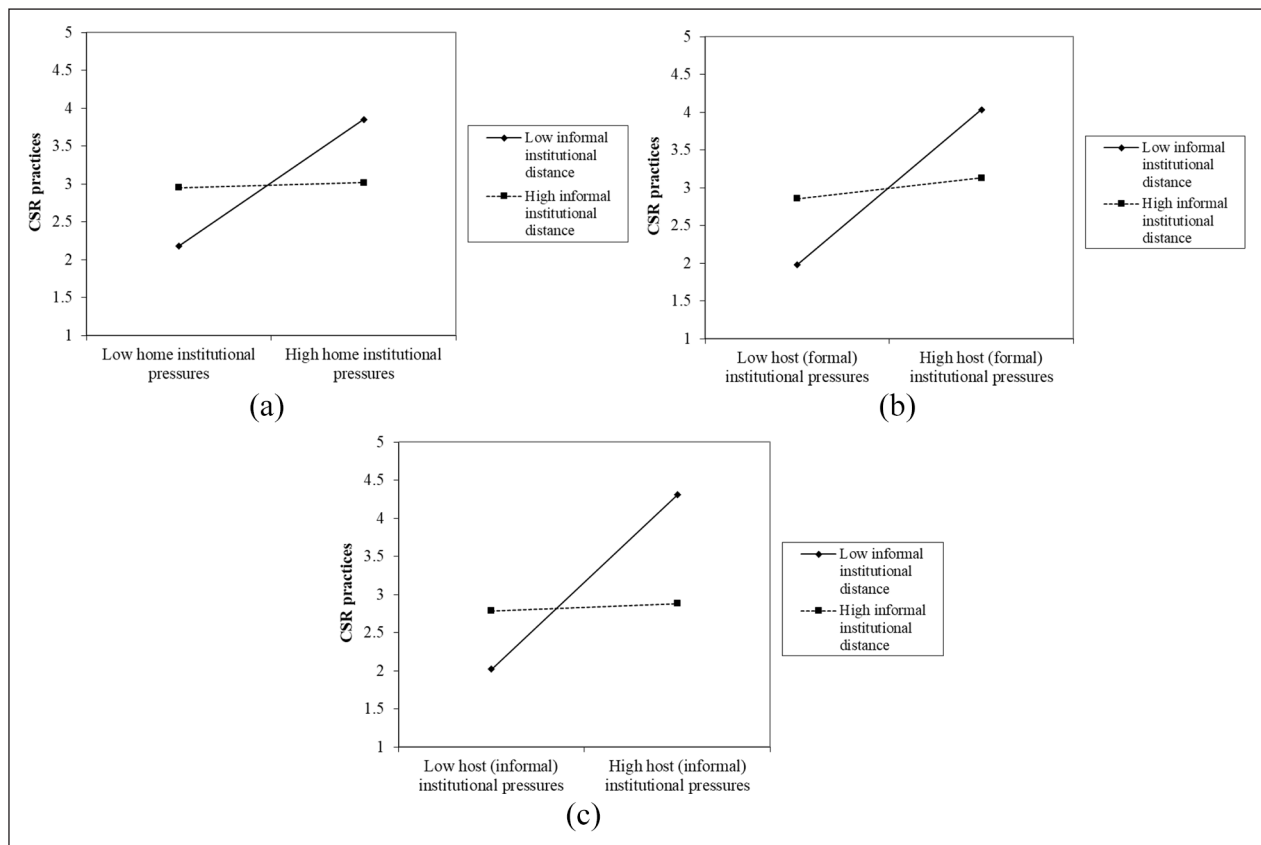 5
4.5
4
3.5
3
2.5
2
1.5
1
CSR practices
Low home institutional
pressures
High home institutional
pressures
Low informal
institutional
distance
High informal
institutional
distance
(a)
5
4.5
4
3.5
3
2.5
2
1.5
1
CSR practices
Low host (formal)
institutional pressures
High host (formal)
institutional pressures
Low informal
institutional
distance
High informal
institutional
distance
(b)
5
4.5
4
3.5
3
2.5
2
1.5
1
CSR practices
Low host (informal)
institutional pressures
High host (informal)
institutional pressures
Low informal
institutional
distance
High informal
institutional
distance
(c)